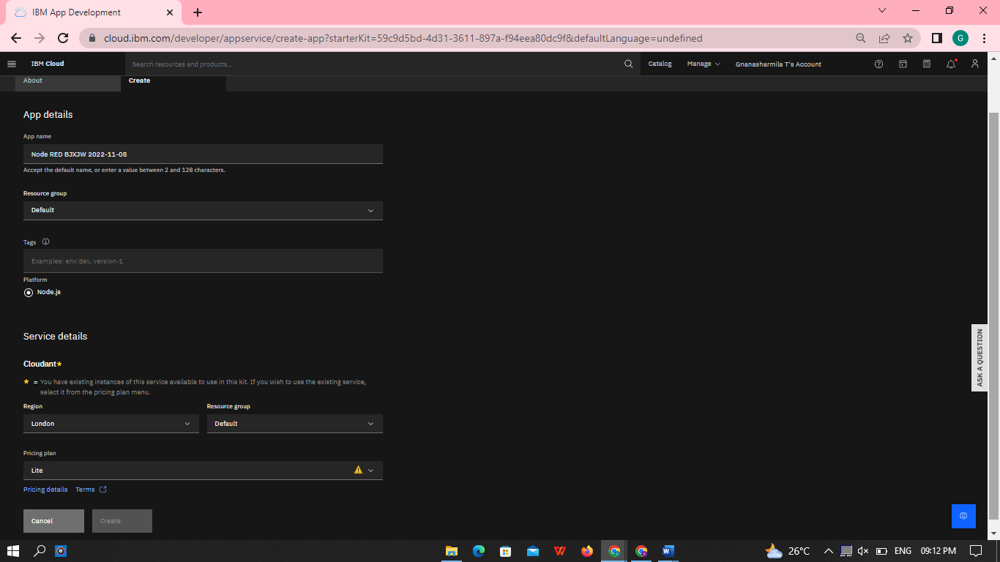 IBM App Development
cloud.ibm.com/developer/appservice/create-app?starterKit=59c9d5bd-4d31-3611-897a-f94eea80dc9f&defaultLanguage=undefined
G
IBM Cloud
Search resources and products...
Catalog
Manage
Gnanasharmila T's Account
About
Create
App details
App name
Node RED BJXJW 2022-11-08
Accept the default name, or enter a value between 2 and 128 characters.
Resource group
Default
Tags
Examples: env:dev, version-1
Platform
Node.js
Service details
Cloudant★
★ = You have existing instances of this service available to use in this kit. If you wish to use the existing service,
select it from the pricing plan menu.
Region
Resource group
London
Default
Pricing plan
Lite
Pricing details
Terms
Cancel
Create
ASK A QUESTION
26°C
ENG
09:12 PM